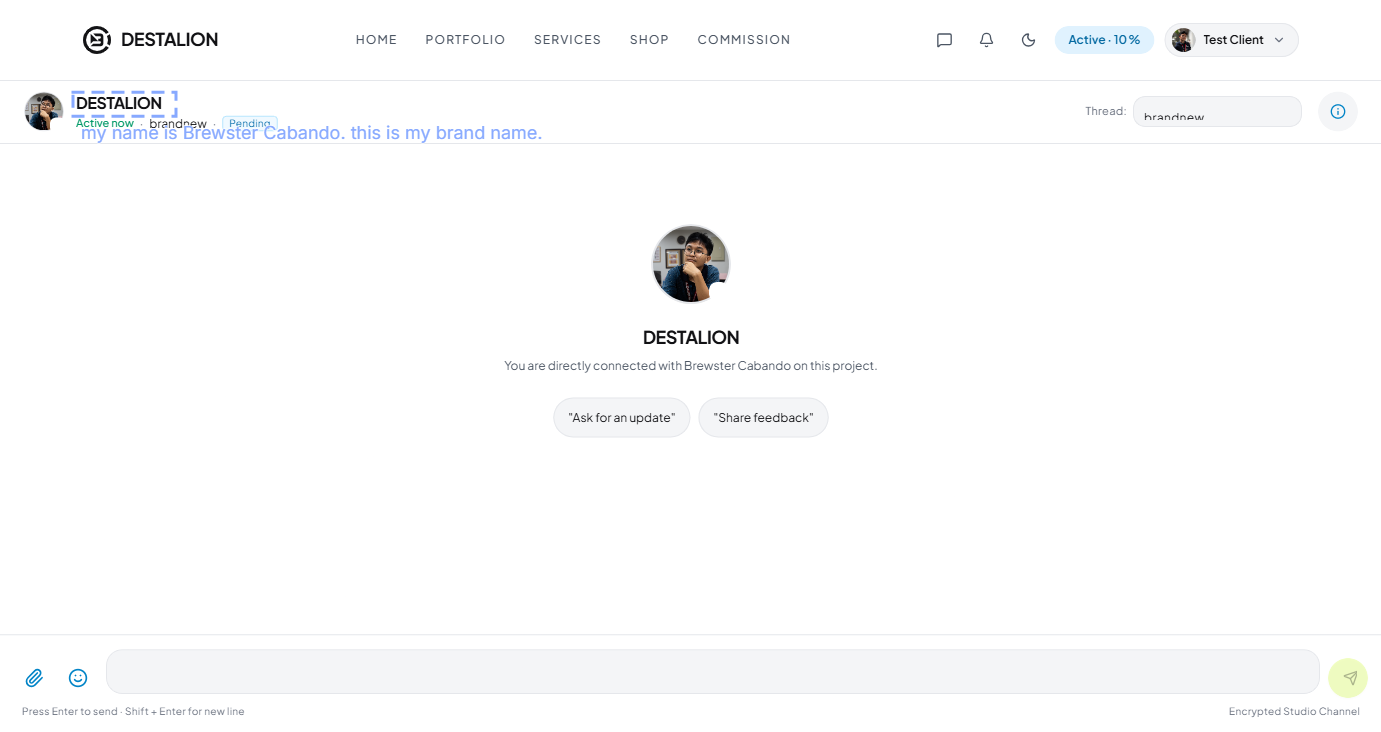 DESTALION
HOME PORTFOLIO SERVICES SHOP COMMISSION
Active · 10%
Test Client
DESTALION
Active now · brandnew · Pending
my name is Brewster Cabando. this is my brand name.
Thread: brandnew
DESTALION
You are directly connected with Brewster Cabando on this project.
"Ask for an update" "Share feedback"
Press Enter to send · Shift + Enter for new line
Encrypted Studio Channel